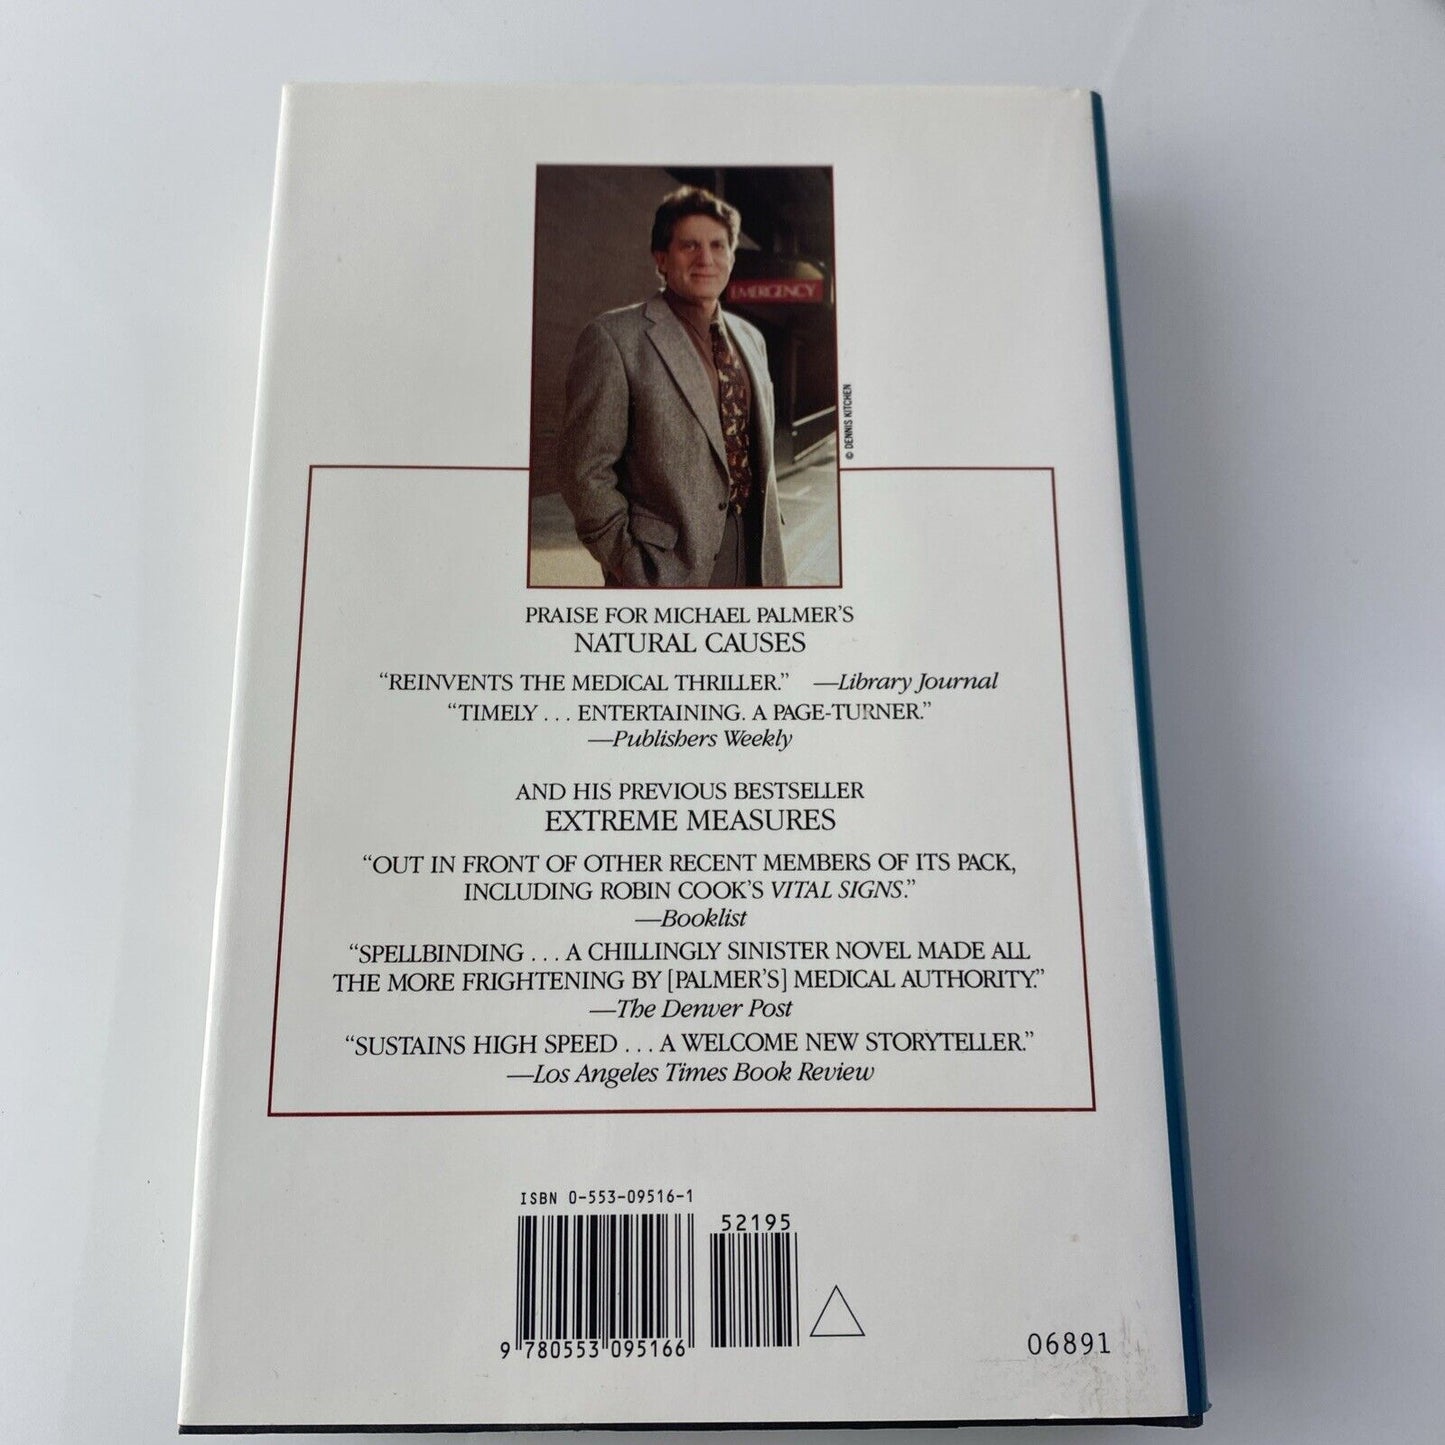 EMERGENCY
© DENNIS KITCHEN
PRAISE FOR MICHAEL PALMER'S
NATURAL CAUSES
“REINVENTS THE MEDICAL THRILLER.” —Library Journal
“TIMELY . . . ENTERTAINING. A PAGE-TURNER.”
—Publishers Weekly
AND HIS PREVIOUS BESTSELLER
EXTREME MEASURES
“OUT IN FRONT OF OTHER RECENT MEMBERS OF ITS PACK,
INCLUDING ROBIN COOK'S VITAL SIGNS.”
—Booklist
“SPELLBINDING . . . A CHILLINGLY SINISTER NOVEL MADE ALL
THE MORE FRIGHTENING BY [PALMER'S] MEDICAL AUTHORITY.”
—The Denver Post
“SUSTAINS HIGH SPEED . . . A WELCOME NEW STORYTELLER.”
—Los Angeles Times Book Review
ISBN 0-553-09516-1
52195
9 780553 095166
06891